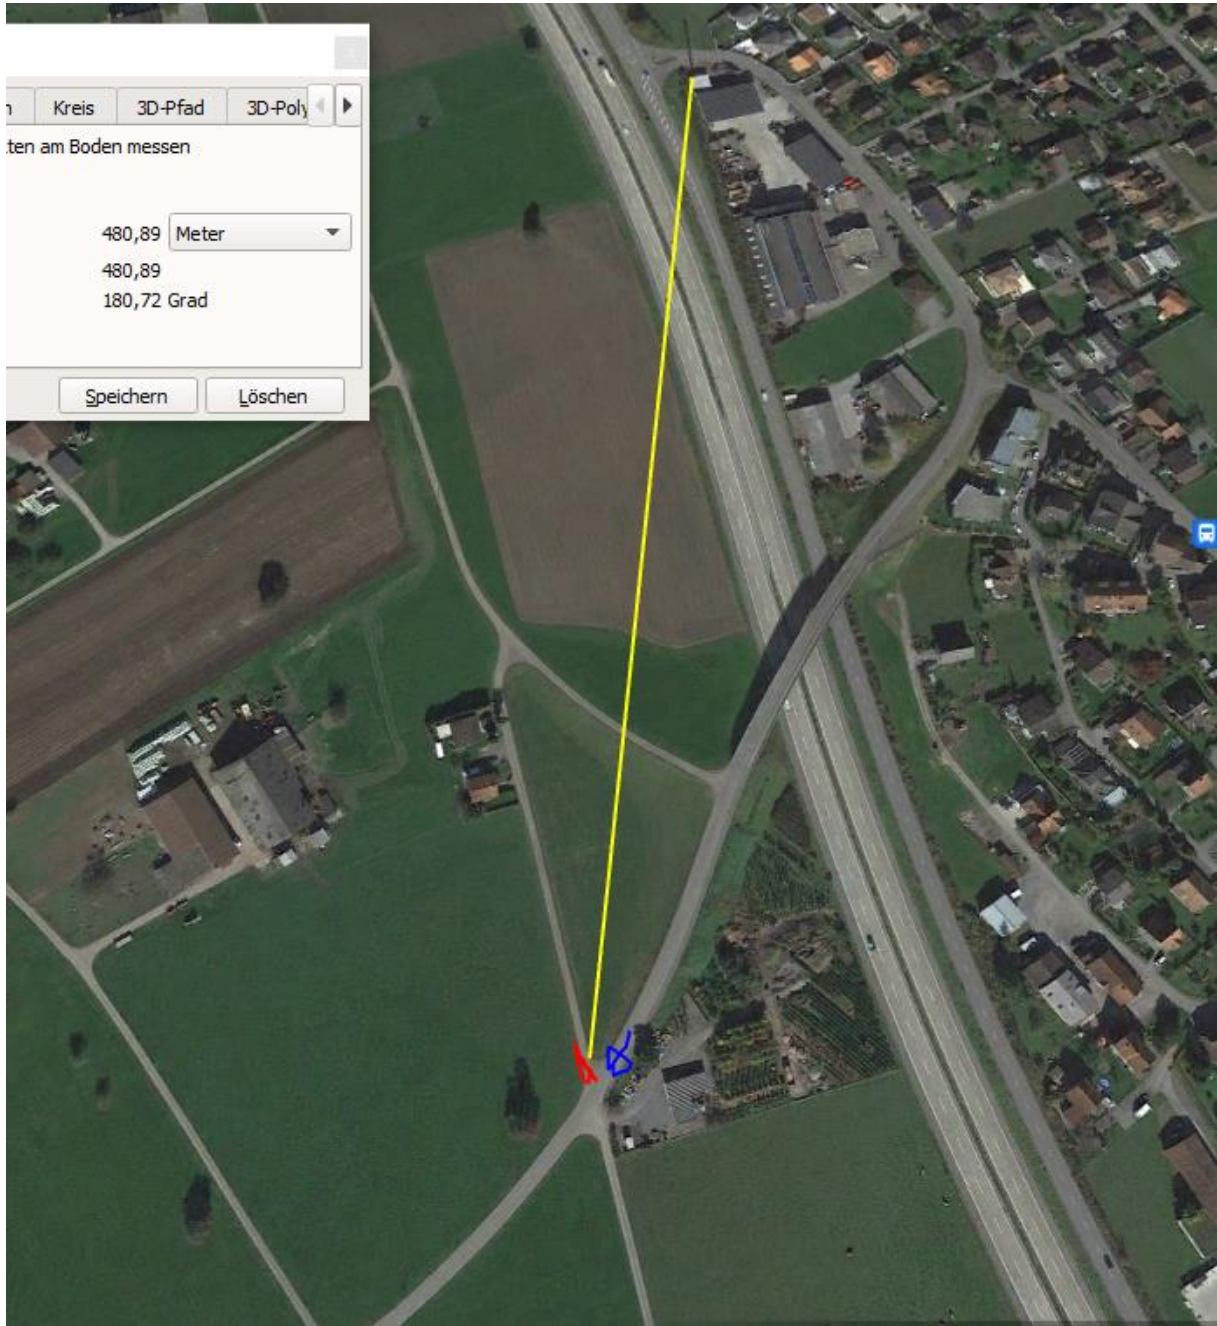 Kreis 3D-Pfad 3D-Poly
ten am Boden messen
480,89 Meter
480,89
180,72 Grad
Speichern Löschen